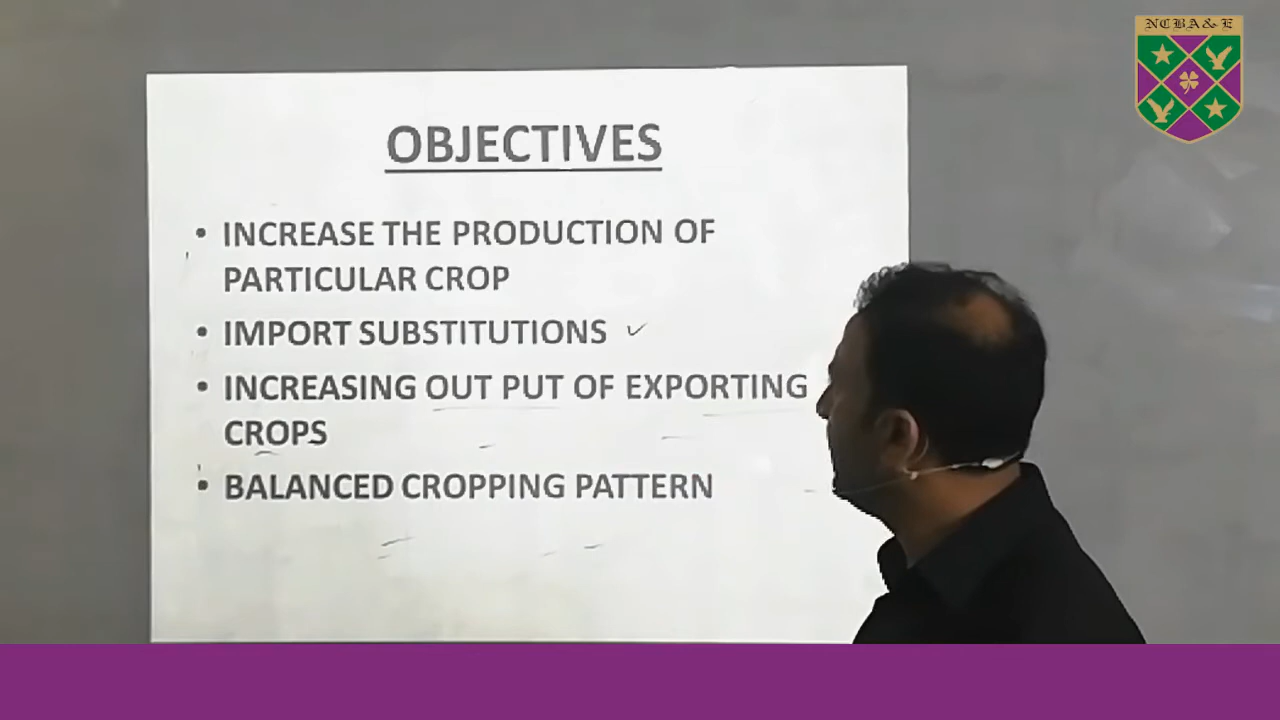 NCBA&E
OBJECTIVES
• INCREASE THE PRODUCTION OF
PARTICULAR CROP
• IMPORT SUBSTITUTIONS ✓
• INCREASING OUT PUT OF EXPORTING
CROPS
• BALANCED CROPPING PATTERN